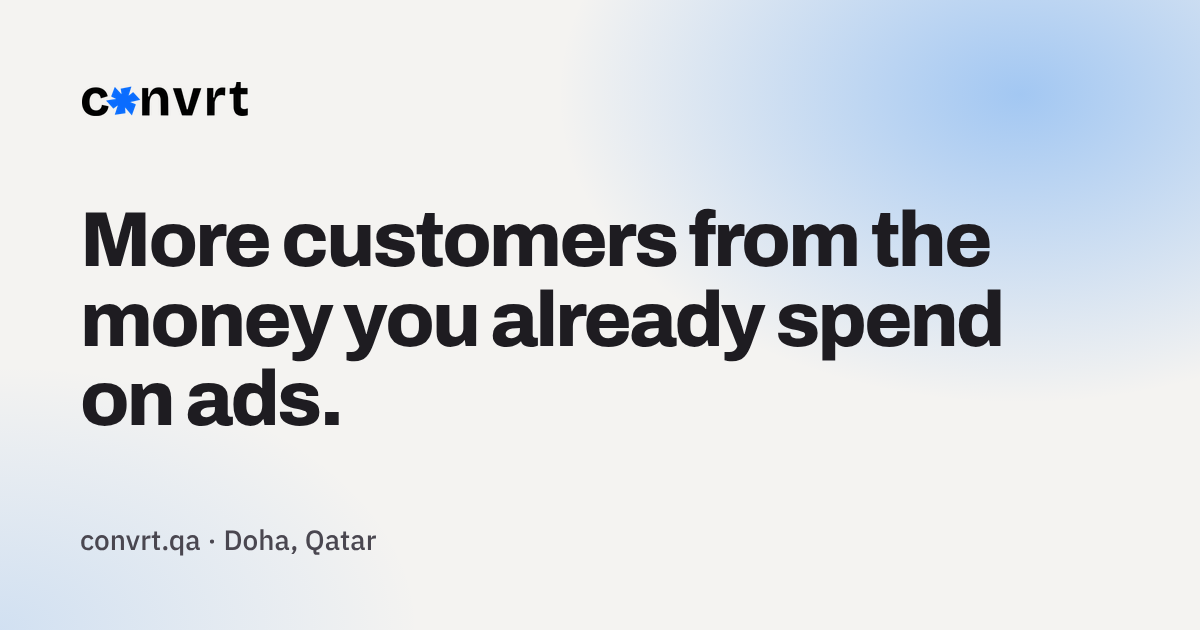 convrt
More customers from the
money you already spend
on ads.
convrt.qa · Doha, Qatar